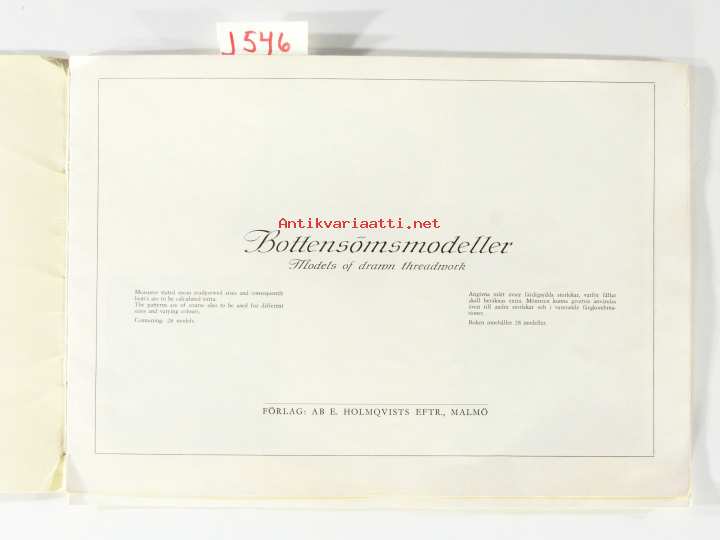 J546
Antikvariaatti.net
Bottensömsmodeller
Models of drawn threadwork
Measures stated mean readysewed sizes and consequently
hem's are to be calculated extra.
The patterns are of course also to be used for different
sizes and varying colours.
Containing: 28 models.
Angivna mått avser färdigsydda storlekar, varför fållar
skall beräknas extra. Mönstren kunna givetvis användas
även till andra storlekar och i varierande färgkombina-
tioner.
Boken innehåller 28 modeller.
FÖRLAG: AB E. HOLMQVISTS EFTR., MALMÖ